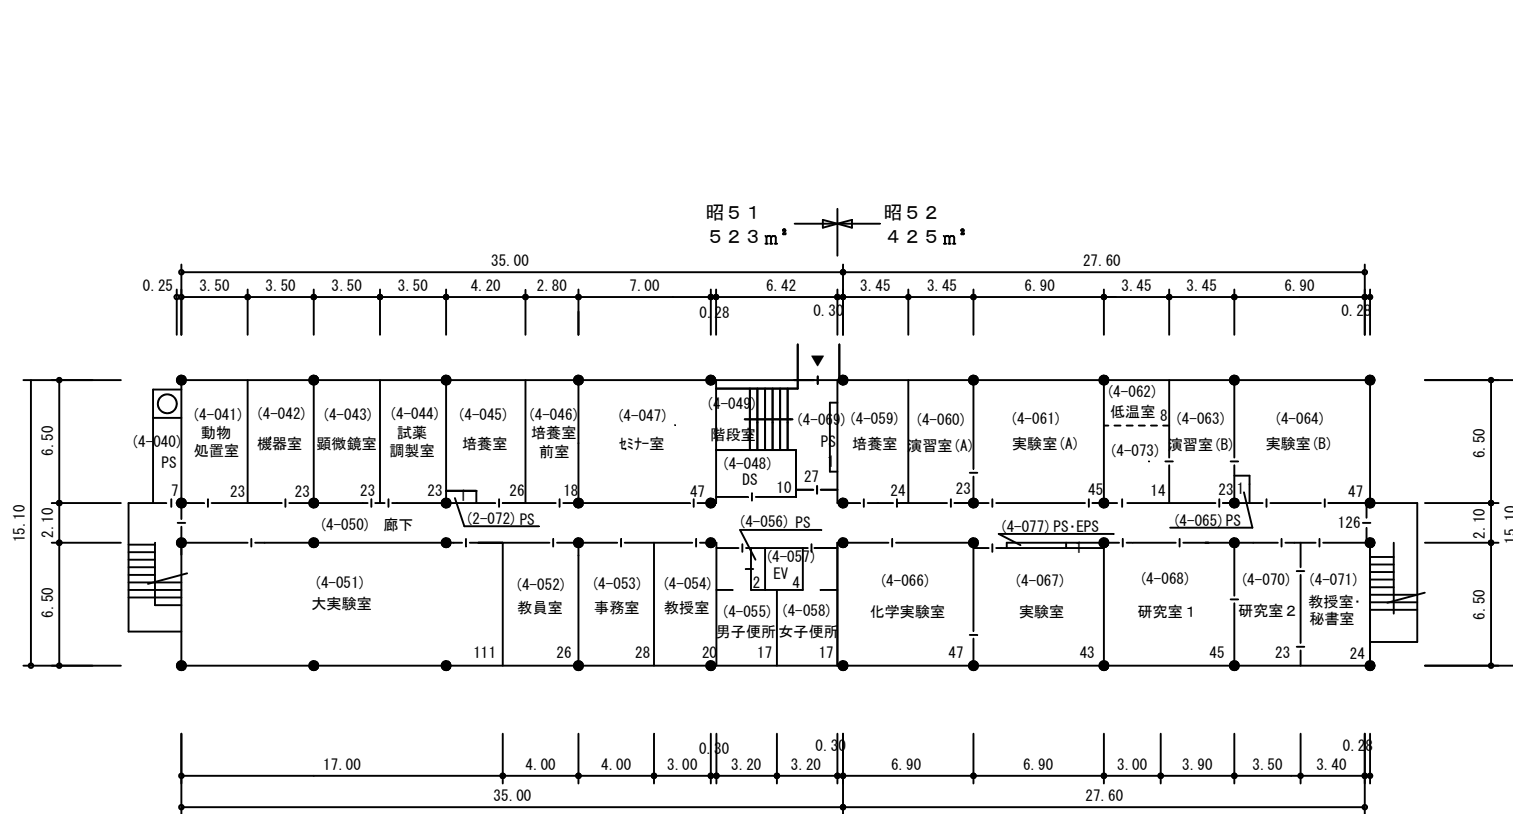 昭５１
５２３㎡
昭５２
４２５㎡
35.00
27.60
0.25
3.50
3.50
3.50
3.50
4.20
2.80
7.00
6.42
3.45
3.45
6.90
3.45
3.45
6.90
0.28
0.30
0.28
15.10
6.50
2.10
6.50
(4-040)
PS
7
(4-041)
動物
処置室
23
(4-042)
機器室
23
(4-043)
顕微鏡室
23
(4-044)
試薬
調製室
23
(4-045)
培養室
26
(4-046)
培養室
前室
18
(4-047)
ｾﾐﾅｰ室
47
(4-049)
階段室
(4-048)
DS
10
27
(4-069)
PS
(4-059)
培養室
24
(4-060)
演習室(A)
23
(4-061)
実験室(A)
45
(4-062)
低温室
8
(4-073)
14
(4-063)
演習室(B)
23
1
(4-064)
実験室(B)
47
(4-050) 廊下
(2-072)PS
(4-056) PS
(4-077)PS･EPS
(4-065)PS
126
(4-051)
大実験室
111
(4-052)
教員室
26
(4-053)
事務室
28
(4-054)
教授室
20
2
(4-057)
EV
4
(4-055)
男子便所
17
(4-058)
女子便所
17
(4-066)
化学実験室
47
(4-067)
実験室
43
(4-068)
研究室１
45
(4-070)
研究室２
23
(4-071)
教授室･
秘書室
24
6.50
2.10
6.50
15.10
0.30
0.30
0.28
17.00
4.00
4.00
3.00
3.20
3.20
6.90
6.90
3.00
3.90
3.50
3.40
35.00
27.60